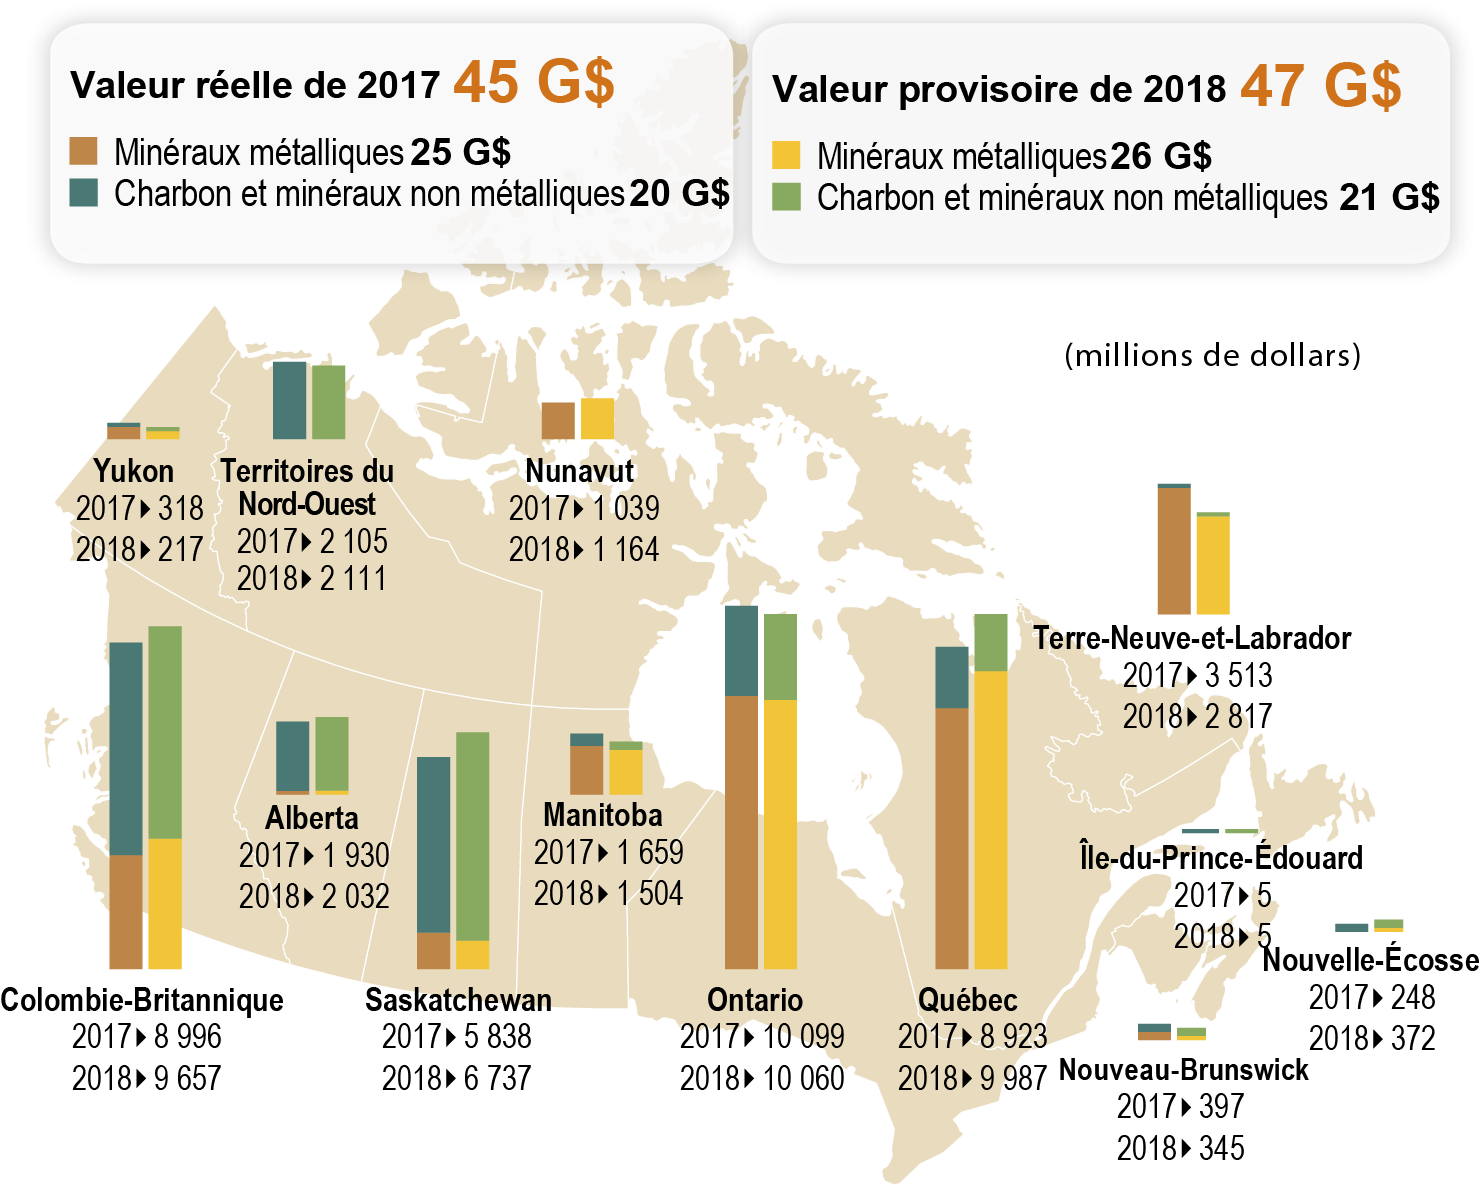 Valeur réelle de 2017 45 G$
Minéraux métalliques 25 G$
Charbon et minéraux non métalliques 20 G$
Valeur provisoire de 2018 47 G$
Minéraux métalliques 26 G$
Charbon et minéraux non métalliques 21 G$
(millions de dollars)
Yukon
2017 318
2018 217
Territoires du
Nord-Ouest
2017 2 105
2018 2 111
Nunavut
2017 1 039
2018 1 164
Terre-Neuve-et-Labrador
2017 3 513
2018 2 817
Alberta
2017 1 930
2018 2 032
Manitoba
2017 1 659
2018 1 504
Île-du-Prince-Édouard
2017 5
2018 5
Nouvelle-Écosse
2017 248
2018 372
Colombie-Britannique
2017 8 996
2018 9 657
Saskatchewan
2017 5 838
2018 6 737
Ontario
2017 10 099
2018 10 060
Québec
2017 8 923
2018 9 987
Nouveau-Brunswick
2017 397
2018 345